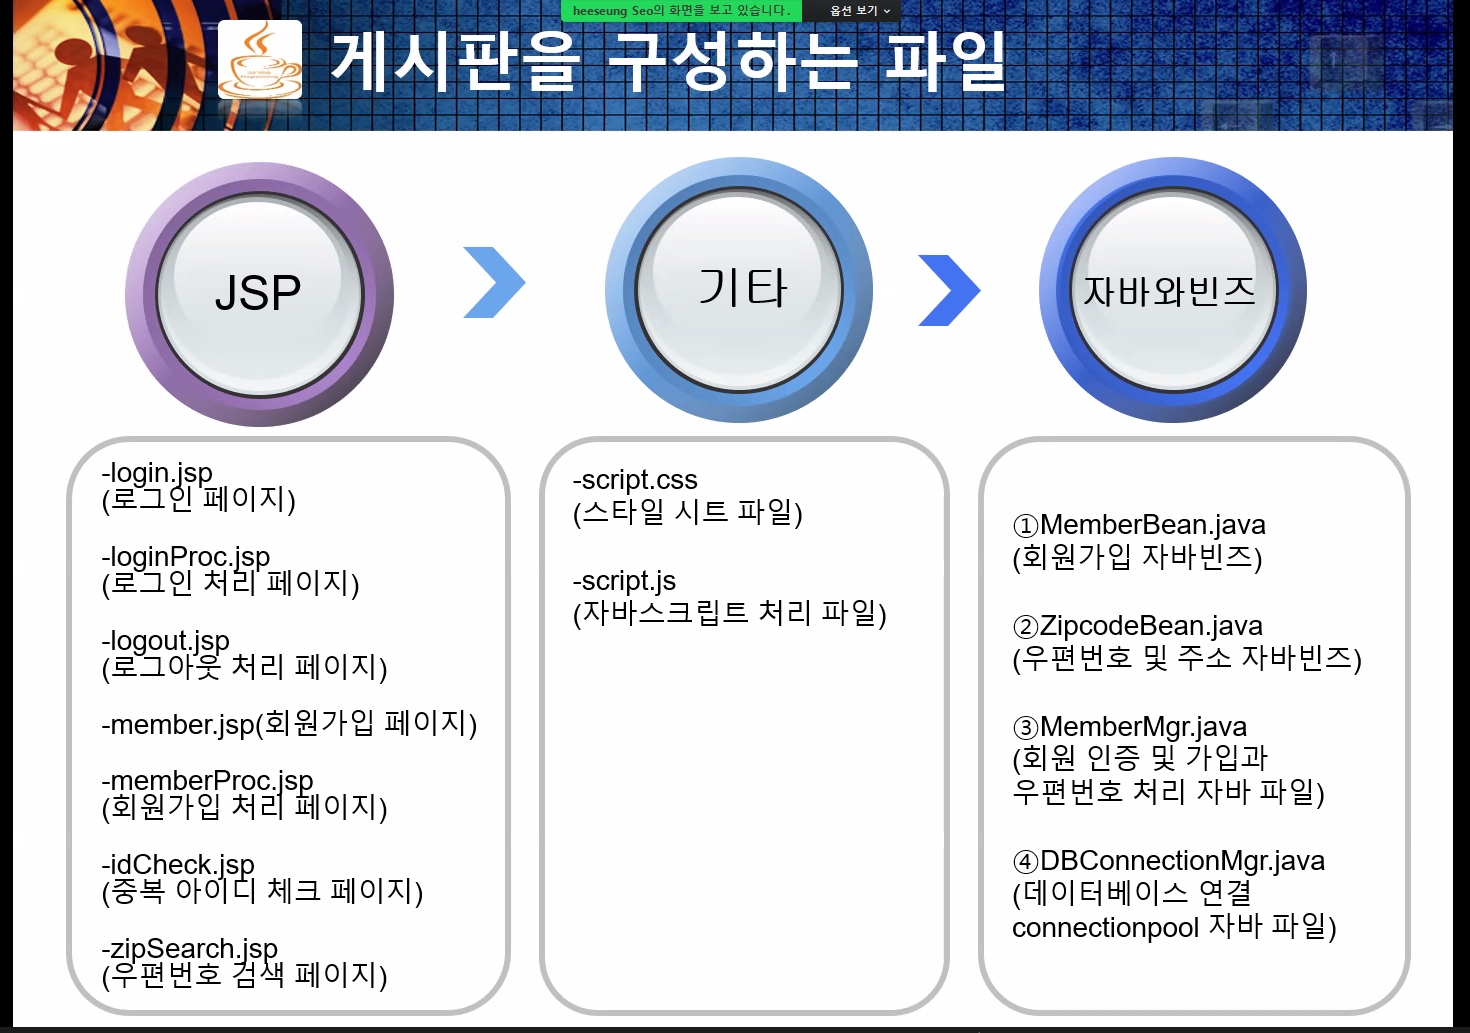 heeseung Seo의 화면을 보고 있습니다.
옵션 보기
게시판을 구성하는 파일
JSP
기타
자바와빈즈
-login.jsp
(로그인 페이지)
-loginProc.jsp
(로그인 처리 페이지)
-logout.jsp
(로그아웃 처리 페이지)
-member.jsp(회원가입 페이지)
-memberProc.jsp
(회원가입 처리 페이지)
-idCheck.jsp
(중복 아이디 체크 페이지)
-zipSearch.jsp
(우편번호 검색 페이지)
-script.css
(스타일 시트 파일)
-script.js
(자바스크립트 처리 파일)
①MemberBean.java
(회원가입 자바빈즈)
②ZipcodeBean.java
(우편번호 및 주소 자바빈즈)
③MemberMgr.java
(회원 인증 및 가입과
우편번호 처리 자바 파일)
④DBConnectionMgr.java
(데이터베이스 연결
connectionpool 자바 파일)